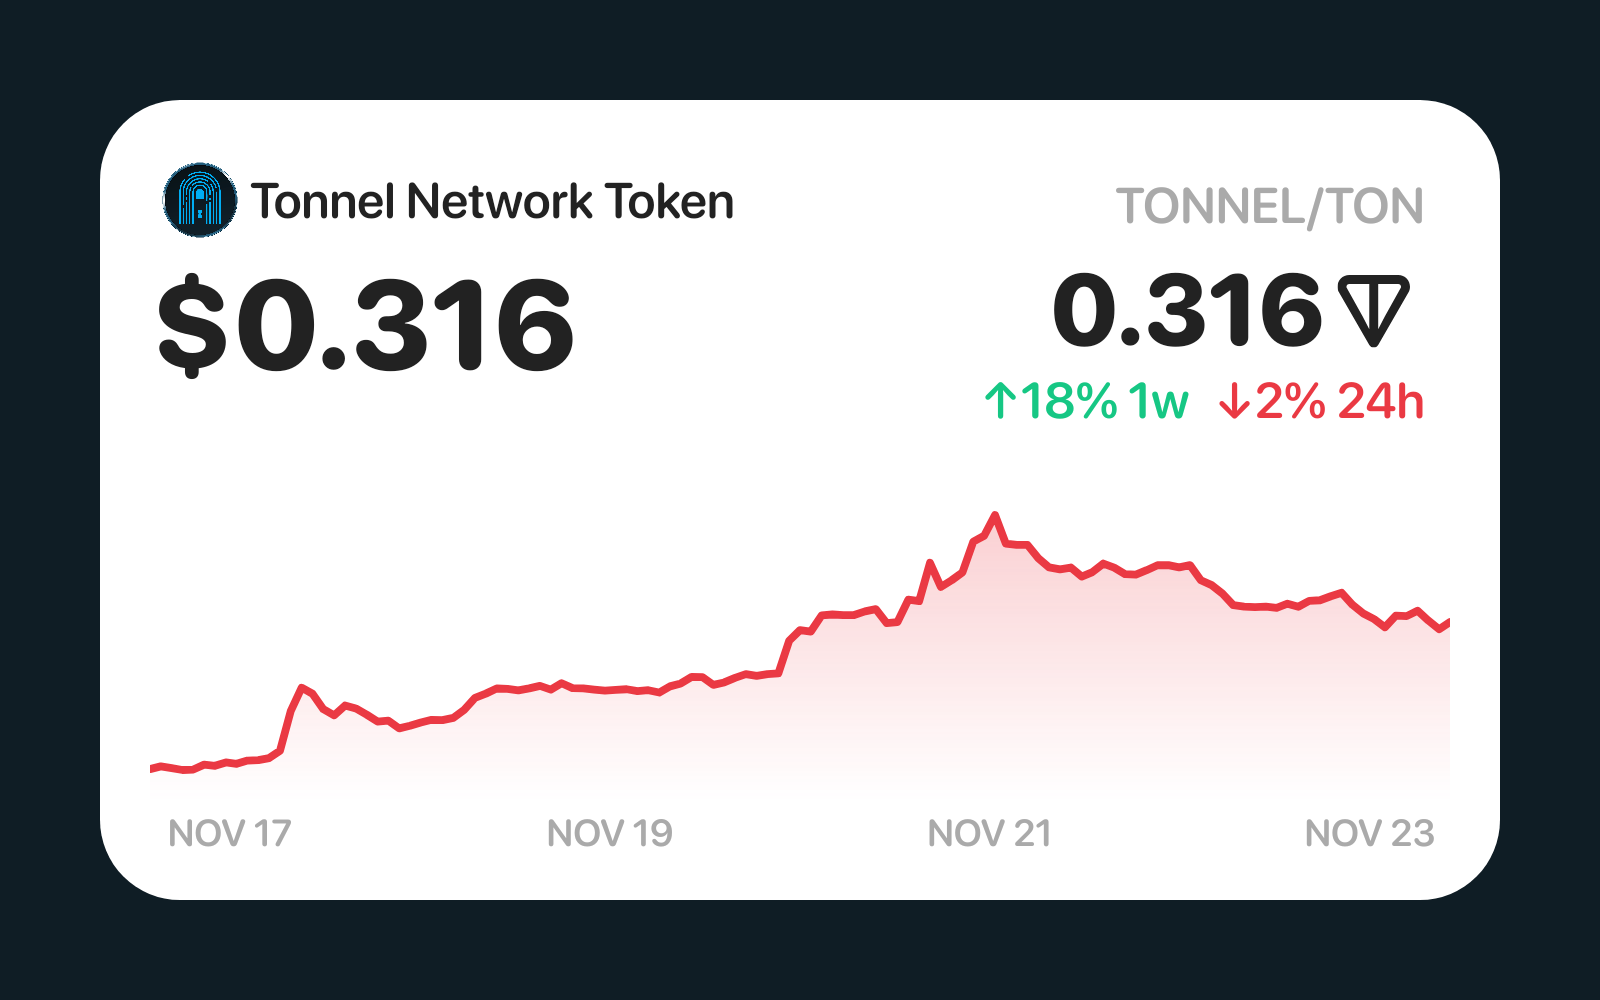 Tonnel Network Token
TONNEL/TON
$0.316
0.316
↑18% 1w ↓2% 24h
NOV 17 NOV 19 NOV 21 NOV 23